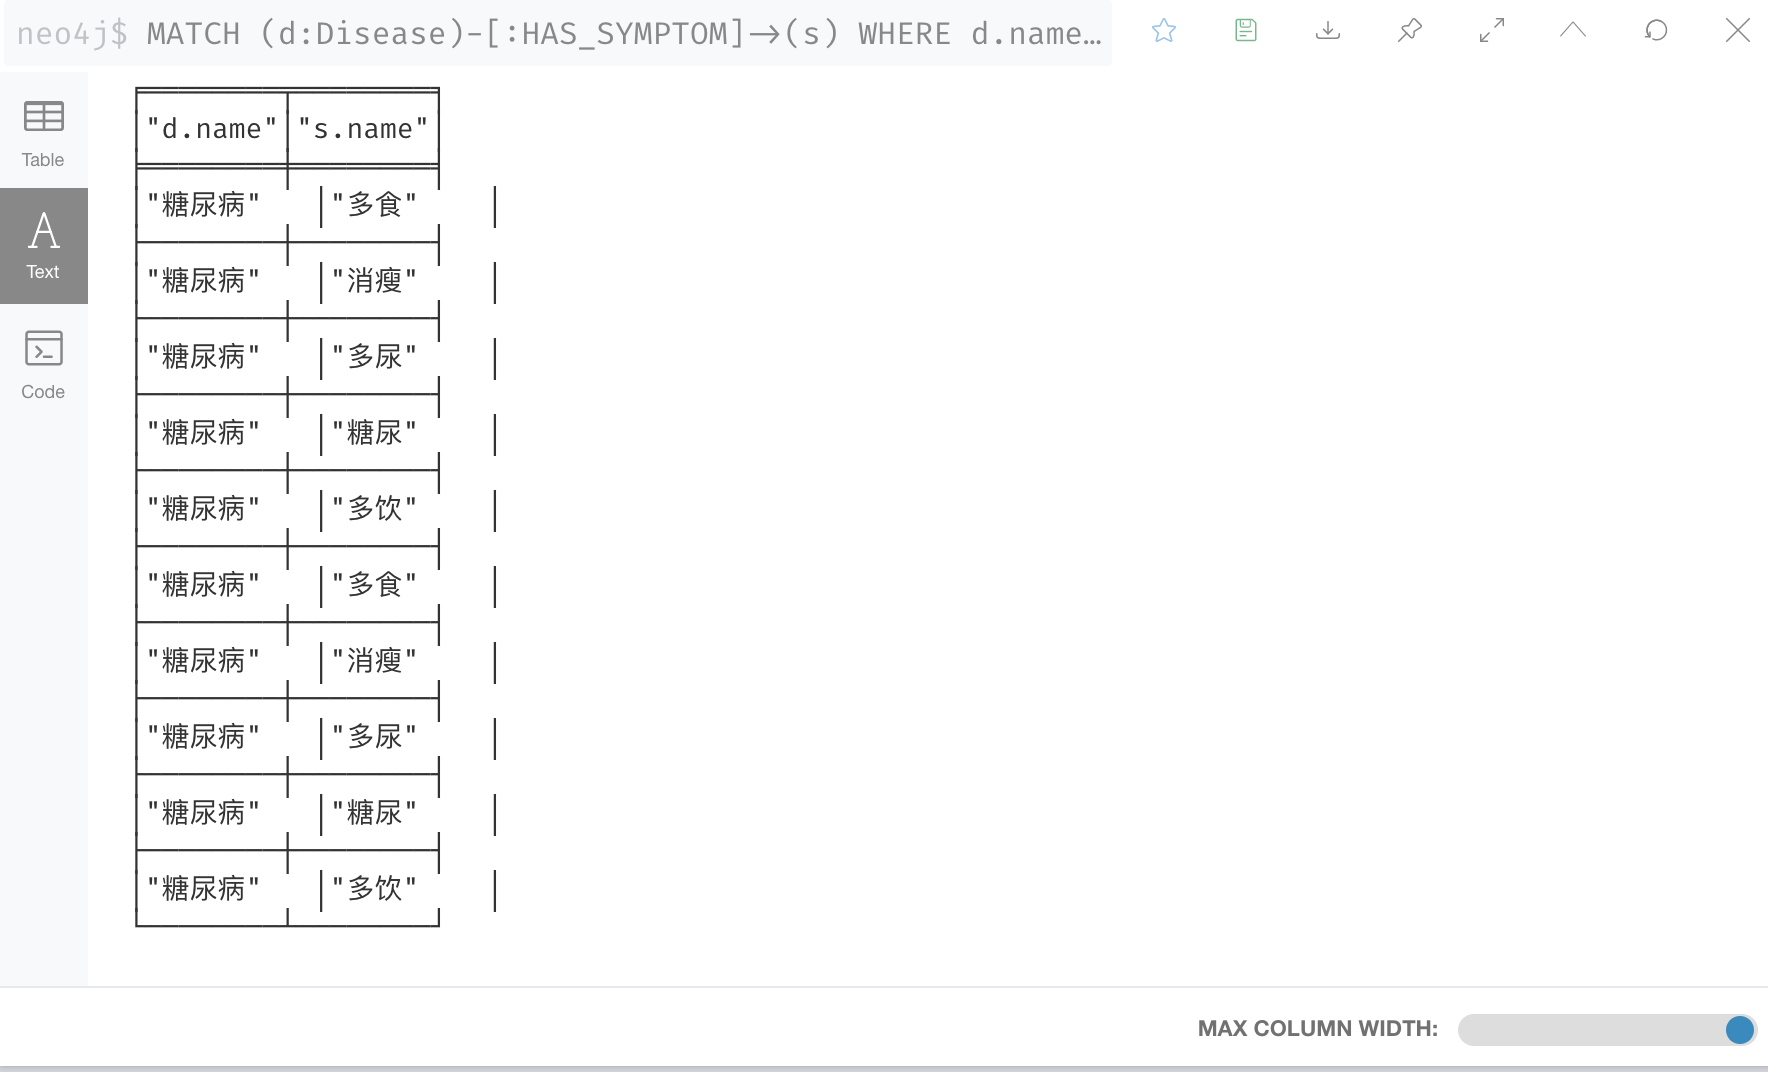 neo4j$ MATCH (d:Disease)-[:HAS_SYMPTOM]→(s) WHERE d.name…
Table
Text
Code
"d.name" "s.name"
"糖尿病" "多食"
"糖尿病" "消瘦"
"糖尿病" "多尿"
"糖尿病" "糖尿"
"糖尿病" "多饮"
"糖尿病" "多食"
"糖尿病" "消瘦"
"糖尿病" "多尿"
"糖尿病" "糖尿"
"糖尿病" "多饮"
MAX COLUMN WIDTH: